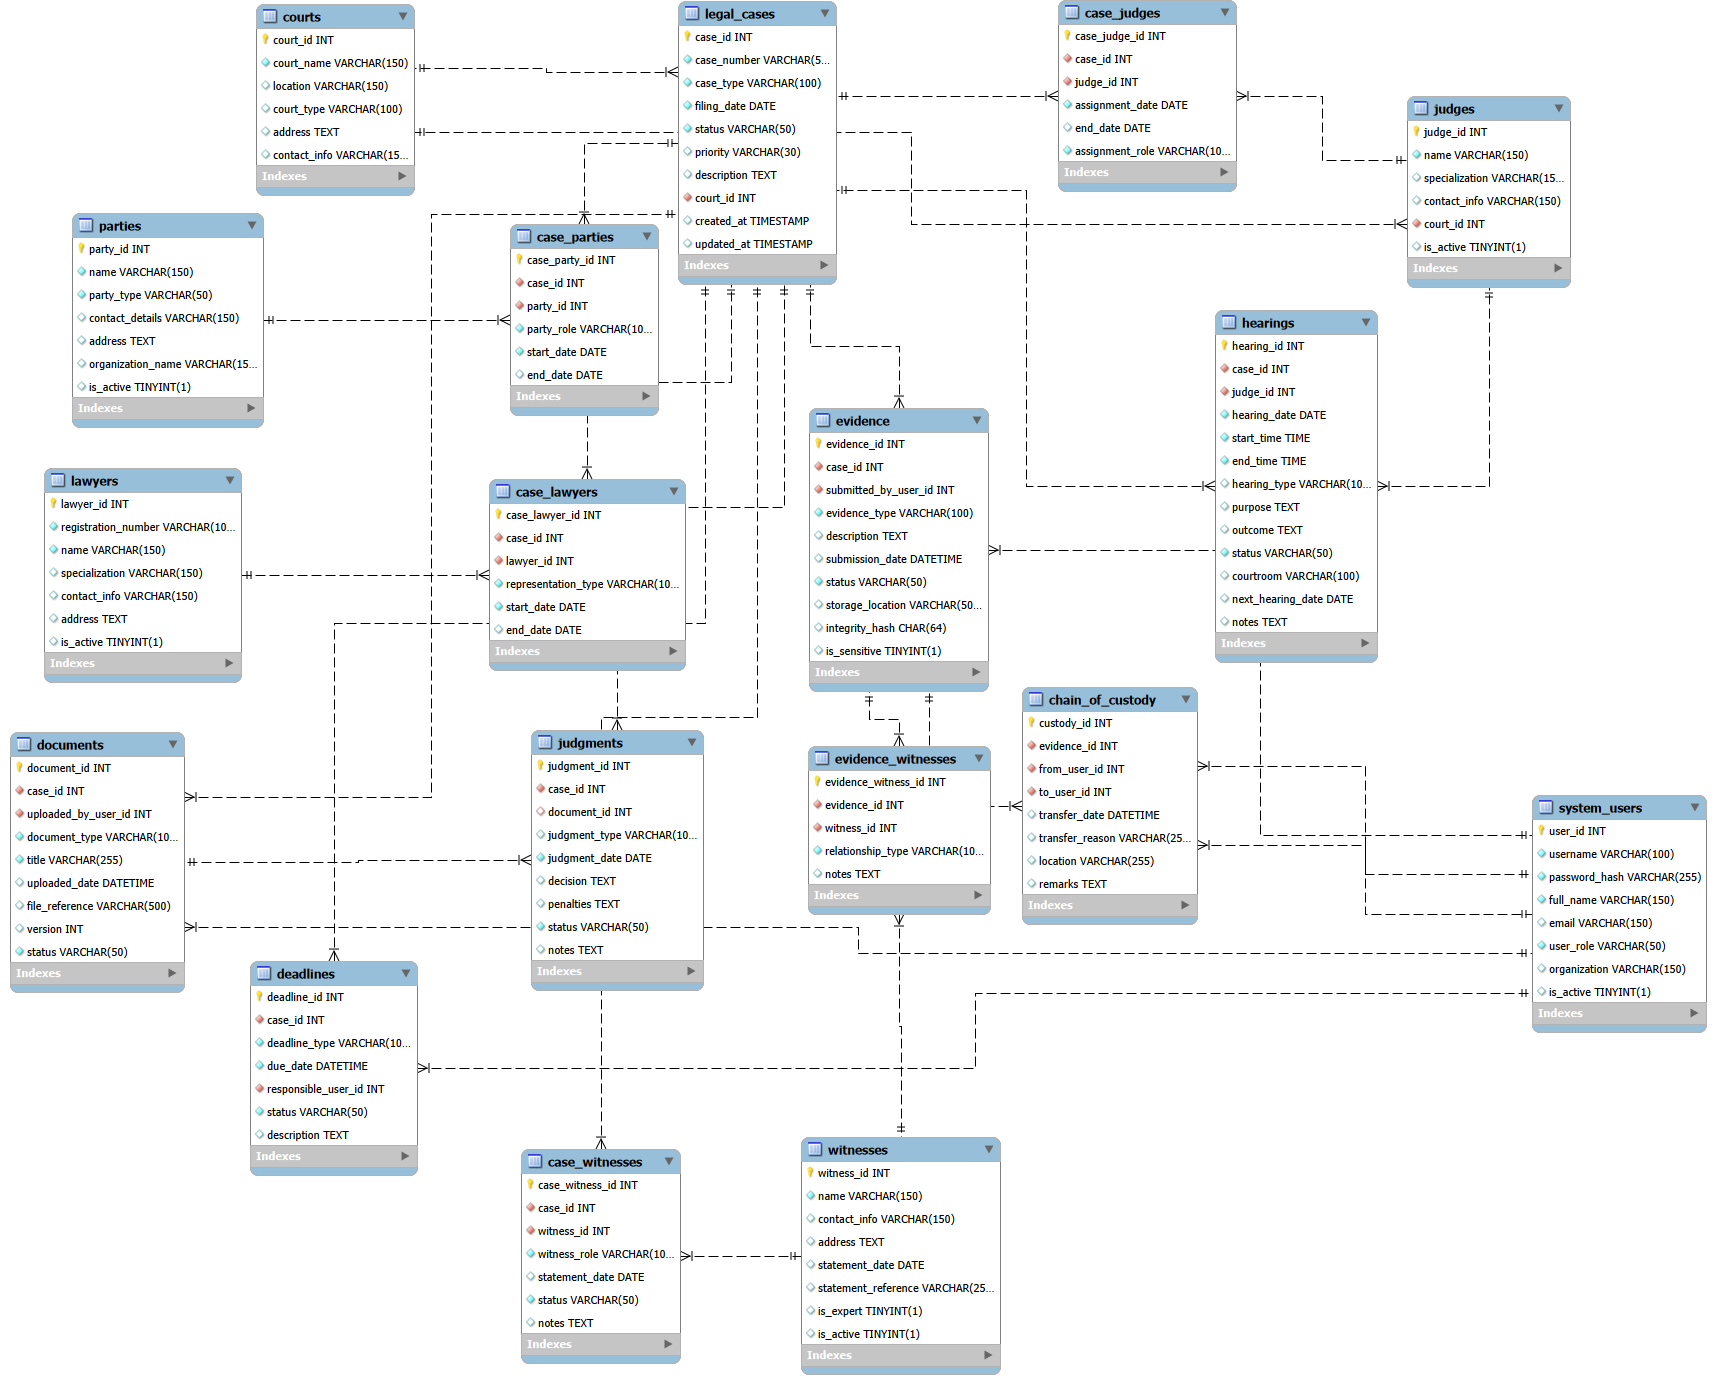 courts
court_id INT
court_name VARCHAR(150)
location VARCHAR(150)
court_type VARCHAR(100)
address TEXT
contact_info VARCHAR(15...
Indexes
legal_cases
case_id INT
case_number VARCHAR(5...
case_type VARCHAR(100)
filing_date DATE
status VARCHAR(50)
priority VARCHAR(30)
description TEXT
court_id INT
created_at TIMESTAMP
updated_at TIMESTAMP
Indexes
case_judges
case_judge_id INT
case_id INT
judge_id INT
assignment_date DATE
end_date DATE
assignment_role VARCHAR(10...
Indexes
judges
judge_id INT
name VARCHAR(150)
specialization VARCHAR(15...
contact_info VARCHAR(150)
court_id INT
is_active TINYINT(1)
Indexes
parties
party_id INT
name VARCHAR(150)
party_type VARCHAR(50)
contact_details VARCHAR(150)
address TEXT
organization_name VARCHAR(15...
is_active TINYINT(1)
Indexes
case_parties
case_party_id INT
case_id INT
party_id INT
party_role VARCHAR(10...
start_date DATE
end_date DATE
Indexes
hearings
hearing_id INT
case_id INT
judge_id INT
hearing_date DATE
start_time TIME
end_time TIME
hearing_type VARCHAR(10...
purpose TEXT
outcome TEXT
status VARCHAR(50)
courtroom VARCHAR(100)
next_hearing_date DATE
notes TEXT
Indexes
evidence
evidence_id INT
case_id INT
submitted_by_user_id INT
evidence_type VARCHAR(100)
description TEXT
submission_date DATETIME
status VARCHAR(50)
storage_location VARCHAR(50...
integrity_hash CHAR(64)
is_sensitive TINYINT(1)
Indexes
lawyers
lawyer_id INT
registration_number VARCHAR(10...
name VARCHAR(150)
specialization VARCHAR(150)
contact_info VARCHAR(150)
address TEXT
is_active TINYINT(1)
Indexes
case_lawyers
case_lawyer_id INT
case_id INT
lawyer_id INT
representation_type VARCHAR(10...
start_date DATE
end_date DATE
Indexes
chain_of_custody
custody_id INT
evidence_id INT
from_user_id INT
to_user_id INT
transfer_date DATETIME
transfer_reason VARCHAR(25...
location VARCHAR(255)
remarks TEXT
Indexes
documents
document_id INT
case_id INT
uploaded_by_user_id INT
document_type VARCHAR(10...
title VARCHAR(255)
uploaded_date DATETIME
file_reference VARCHAR(500)
version INT
status VARCHAR(50)
Indexes
judgments
judgment_id INT
case_id INT
document_id INT
judgment_type VARCHAR(10...
judgment_date DATE
decision TEXT
penalties TEXT
status VARCHAR(50)
notes TEXT
Indexes
evidence_witnesses
evidence_witness_id INT
evidence_id INT
witness_id INT
relationship_type VARCHAR(10...
notes TEXT
Indexes
system_users
user_id INT
username VARCHAR(100)
password_hash VARCHAR(255)
full_name VARCHAR(150)
email VARCHAR(150)
user_role VARCHAR(50)
organization VARCHAR(150)
is_active TINYINT(1)
Indexes
deadlines
deadline_id INT
case_id INT
deadline_type VARCHAR(10...
due_date DATETIME
responsible_user_id INT
status VARCHAR(50)
description TEXT
Indexes
case_witnesses
case_witness_id INT
case_id INT
witness_id INT
witness_role VARCHAR(10...
statement_date DATE
status VARCHAR(50)
notes TEXT
Indexes
witnesses
witness_id INT
name VARCHAR(150)
contact_info VARCHAR(150)
address TEXT
statement_date DATE
statement_reference VARCHAR(25...
is_expert TINYINT(1)
is_active TINYINT(1)
Indexes